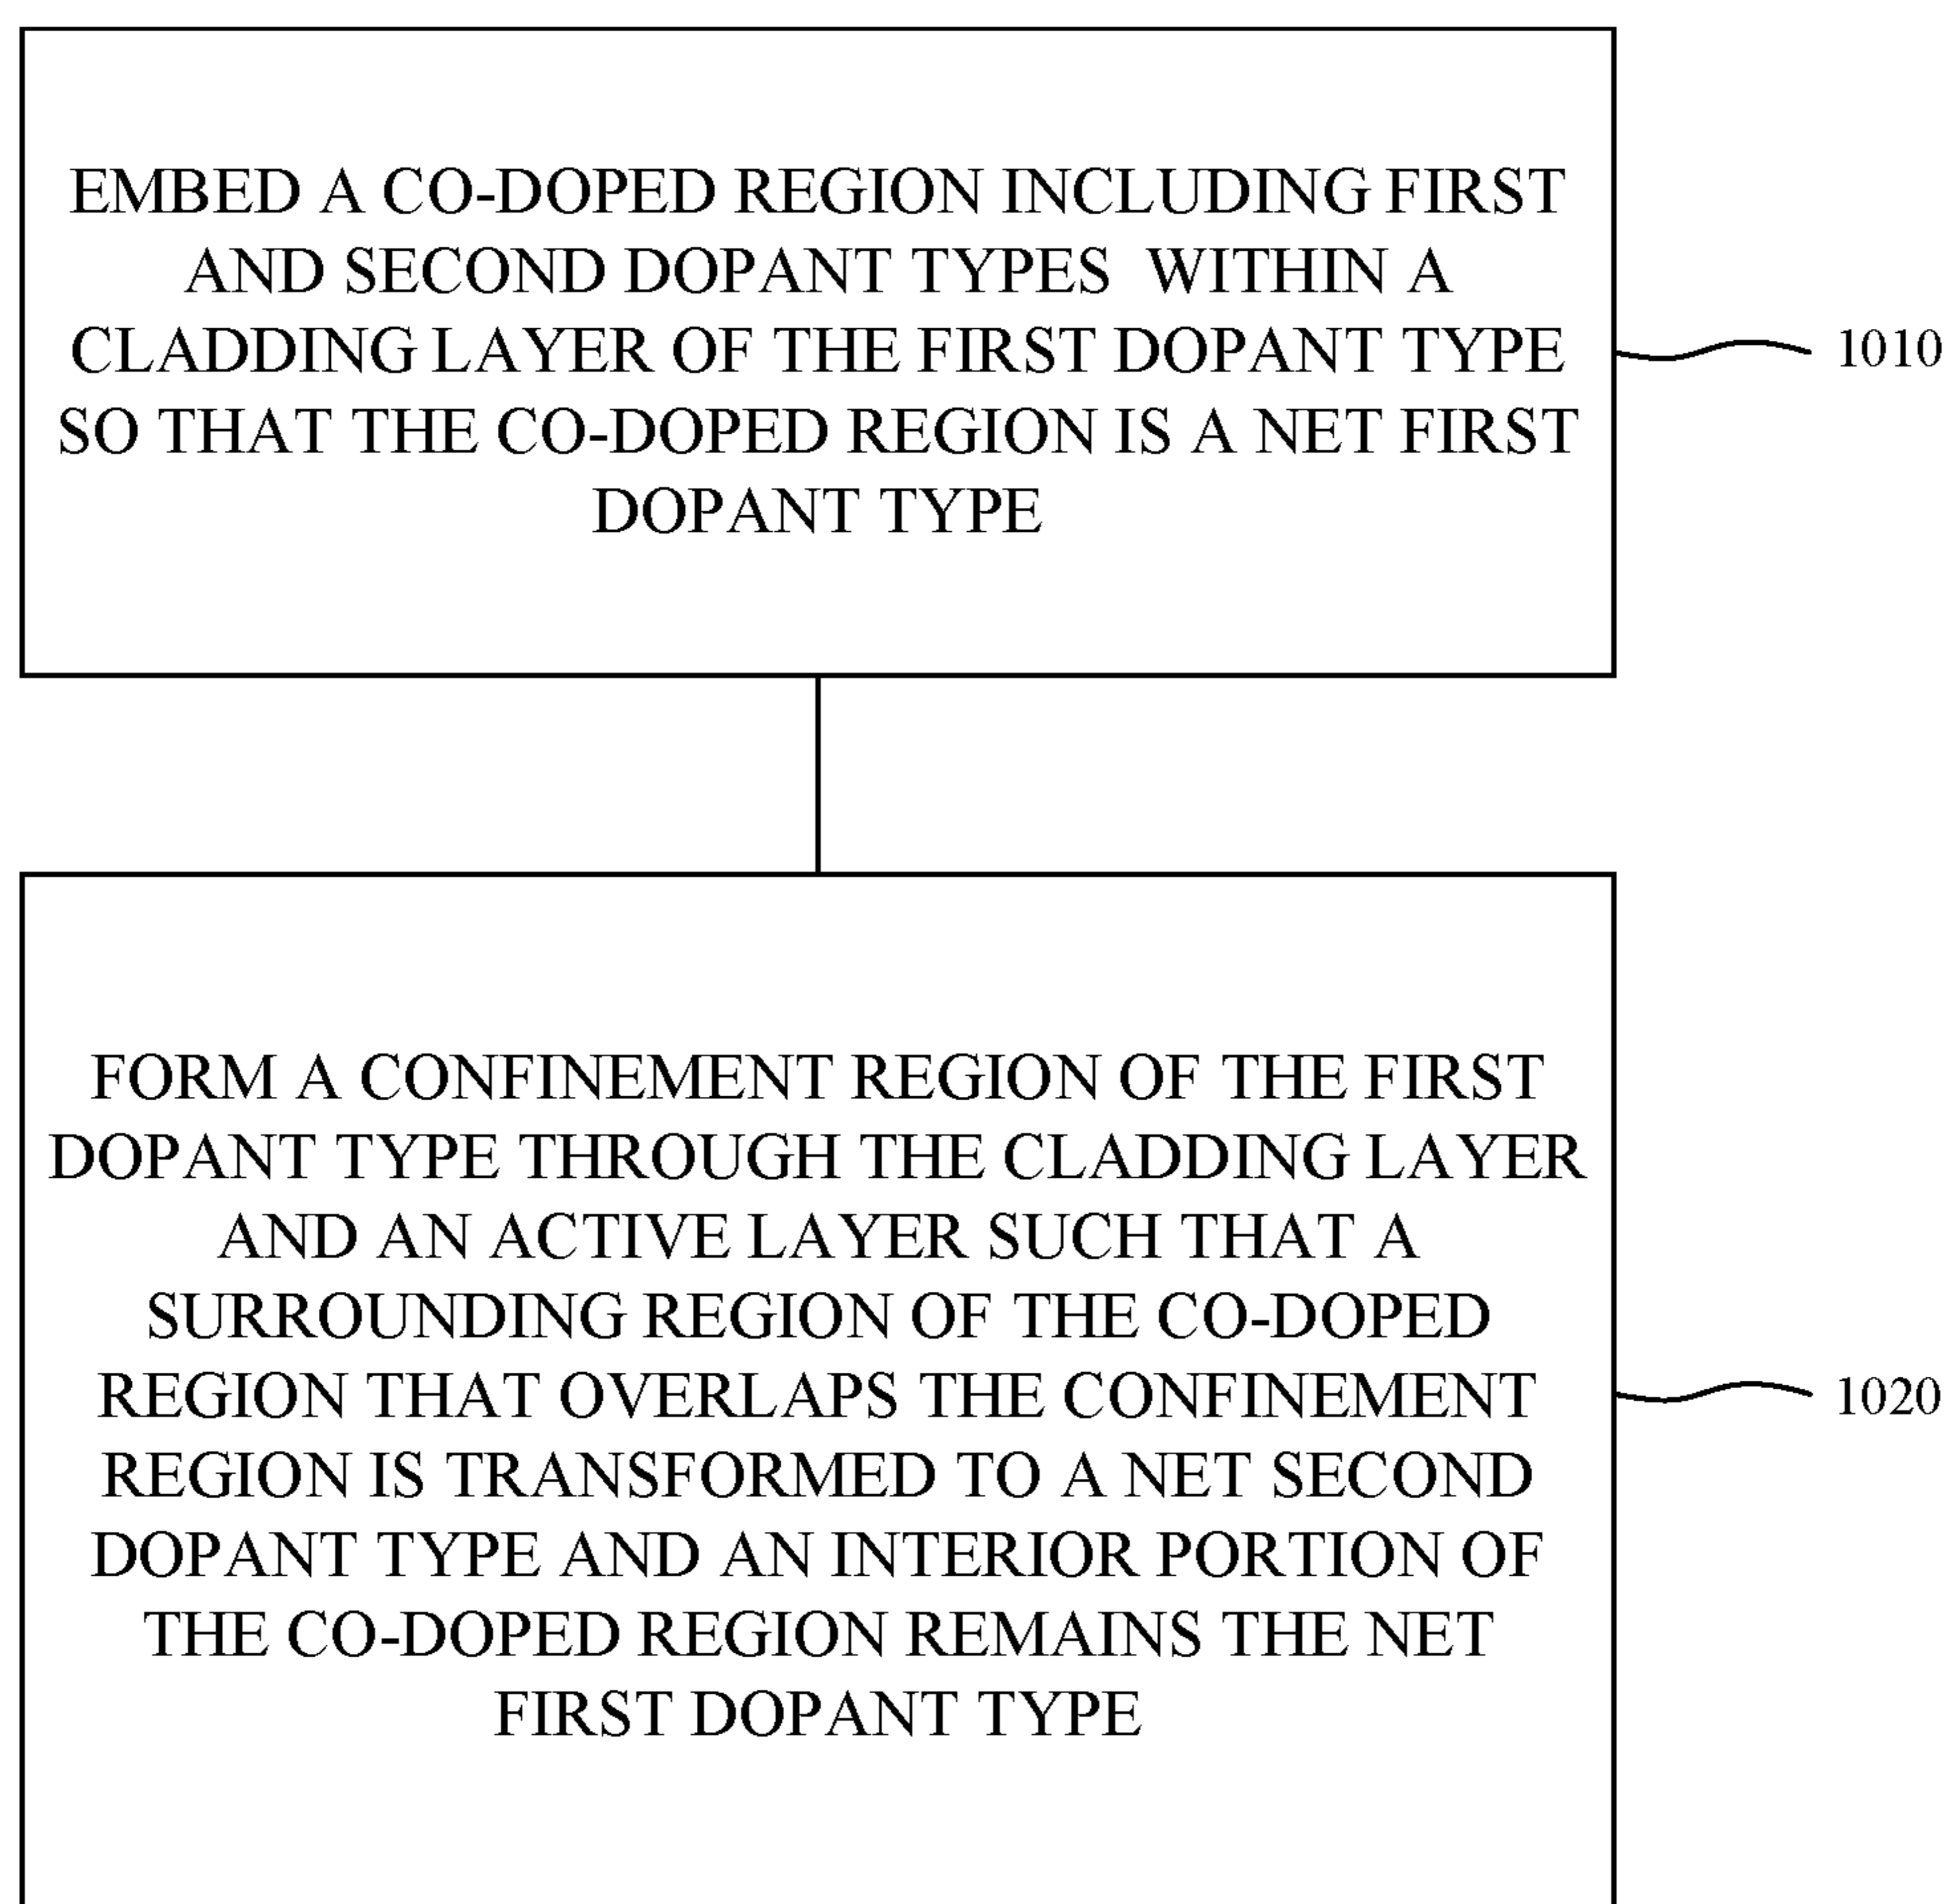 EMBED A CO-DOPED REGION INCLUDING FIRST
AND SECOND DOPANT TYPES WITHIN A
CLADDING LAYER OF THE FIRST DOPANT TYPE
SO THAT THE CO-DOPED REGION IS A NET FIRST
DOPANT TYPE
1010
FORM A CONFINEMENT REGION OF THE FIRST
DOPANT TYPE THROUGH THE CLADDING LAYER
AND AN ACTIVE LAYER SUCH THAT A
SURROUNDING REGION OF THE CO-DOPED
REGION THAT OVERLAPS THE CONFINEMENT
REGION IS TRANSFORMED TO A NET SECOND
DOPANT TYPE AND AN INTERIOR PORTION OF
THE CO-DOPED REGION REMAINS THE NET
FIRST DOPANT TYPE
1020